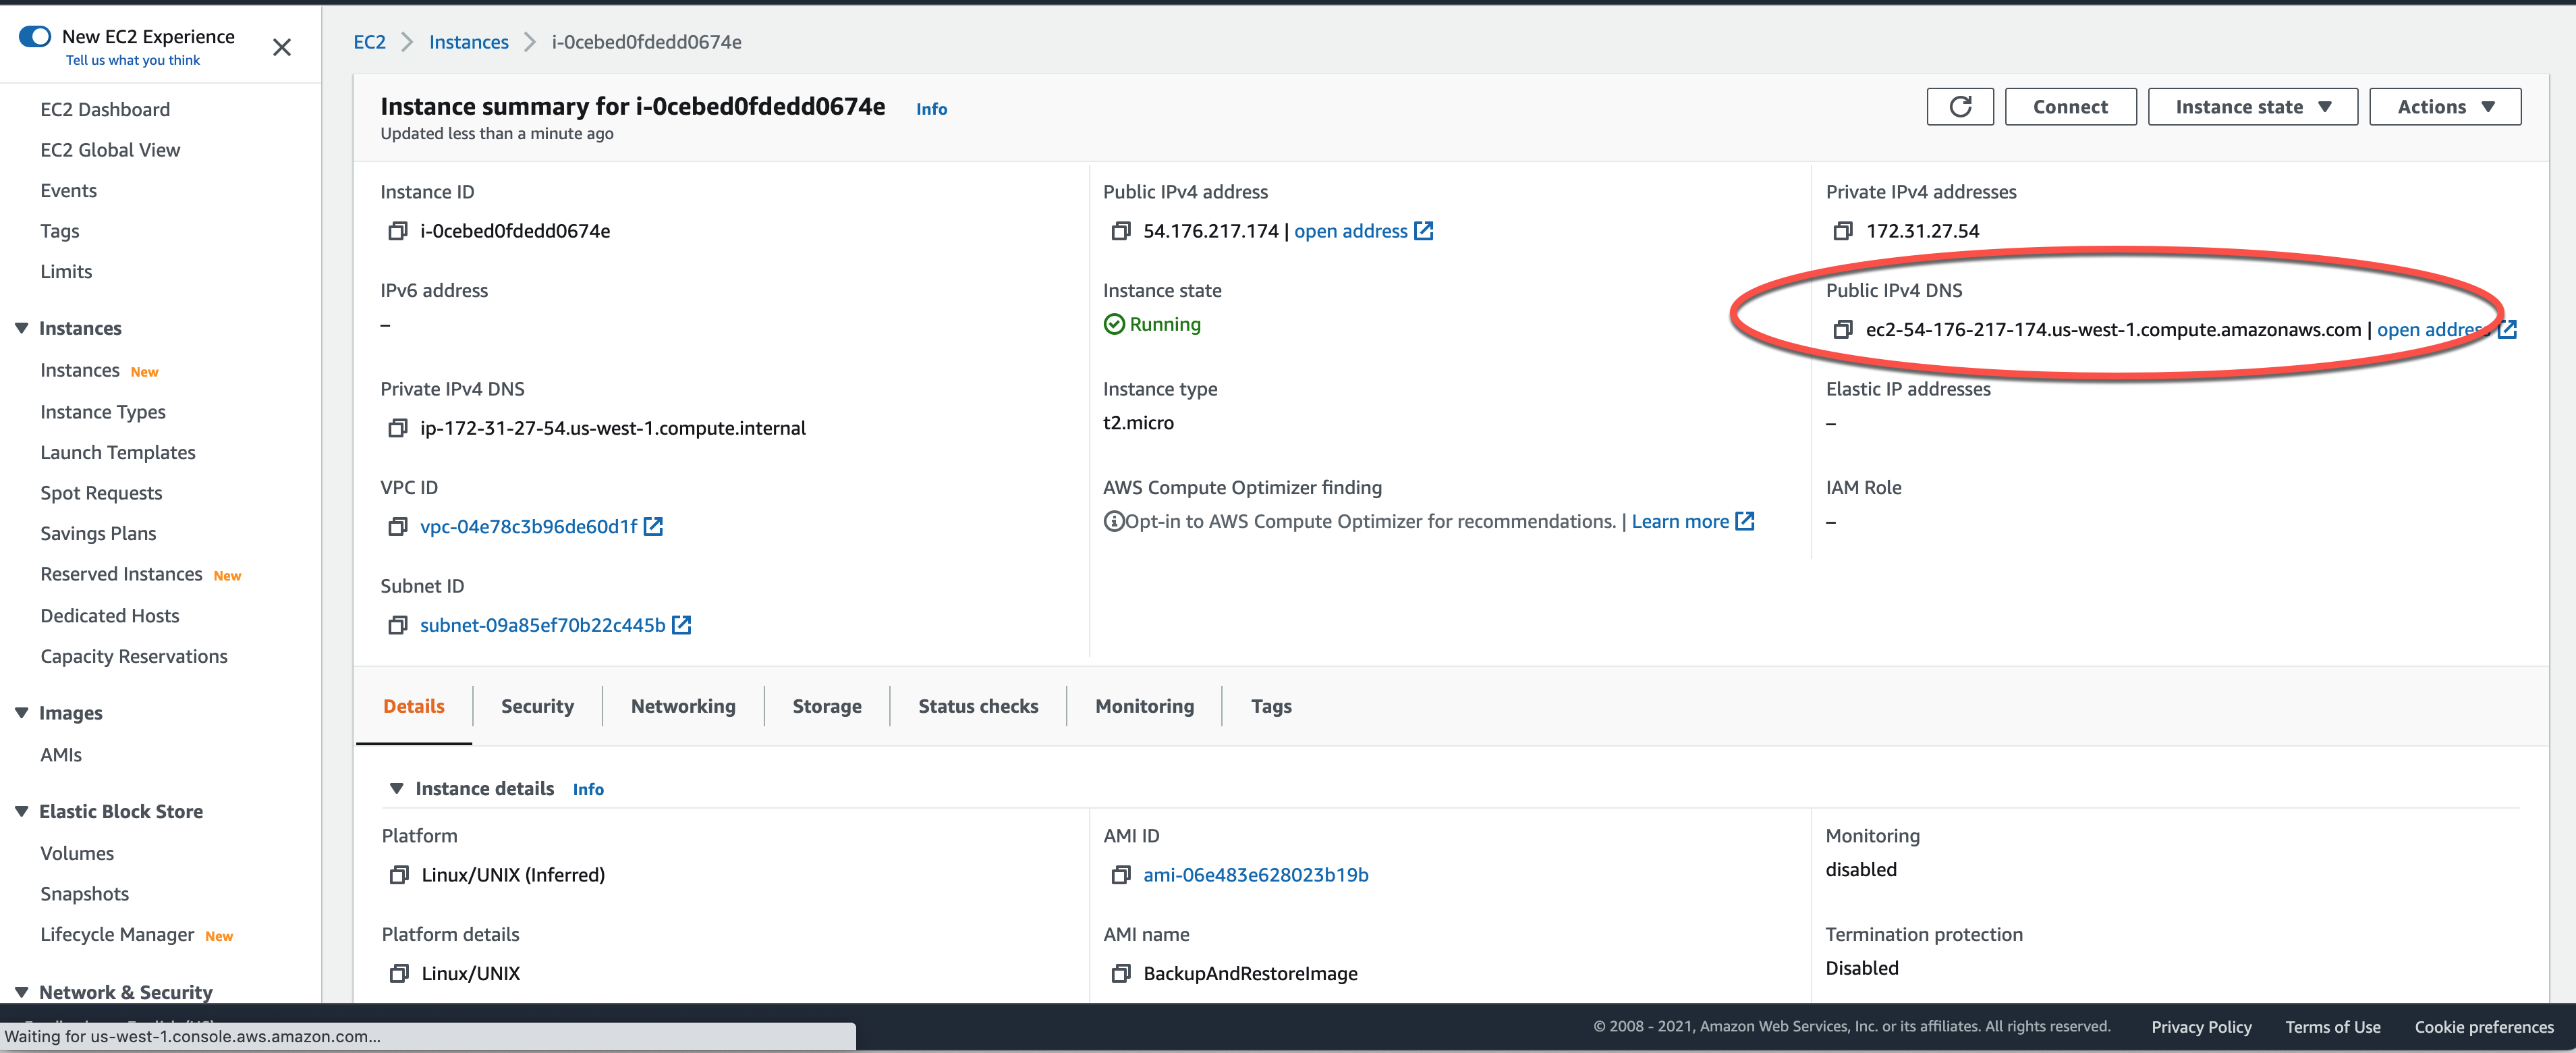 New EC2 Experience
Tell us what you think
EC2 Dashboard
EC2 Global View
Events
Tags
Limits
Instances
Instances New
Instance Types
Launch Templates
Spot Requests
Savings Plans
Reserved Instances New
Dedicated Hosts
Capacity Reservations
Images
AMIs
Elastic Block Store
Volumes
Snapshots
Lifecycle Manager New
Network & Security
EC2 > Instances > i-0cebed0fdedd0674e
Instance summary for i-0cebed0fdedd0674e Info
Updated less than a minute ago
Connect
Instance state
Actions
Instance ID
i-0cebed0fdedd0674e
Public IPv4 address
54.176.217.174 | open address
Private IPv4 addresses
172.31.27.54
IPv6 address
–
Instance state
Running
Public IPv4 DNS
ec2-54-176-217-174.us-west-1.compute.amazonaws.com | open address
Private IPv4 DNS
ip-172-31-27-54.us-west-1.compute.internal
Instance type
t2.micro
Elastic IP addresses
–
VPC ID
vpc-04e78c3b96de60d1f
AWS Compute Optimizer finding
Opt-in to AWS Compute Optimizer for recommendations. | Learn more
IAM Role
–
Subnet ID
subnet-09a85ef70b22c445b
Details
Security
Networking
Storage
Status checks
Monitoring
Tags
Instance details Info
Platform
Linux/UNIX (Inferred)
AMI ID
ami-06e483e628023b19b
Monitoring
disabled
Platform details
Linux/UNIX
AMI name
BackupAndRestoreImage
Termination protection
Disabled
Waiting for us-west-1.console.aws.amazon.com...
© 2008 - 2021, Amazon Web Services, Inc. or its affiliates. All rights reserved.
Privacy Policy
Terms of Use
Cookie preferences